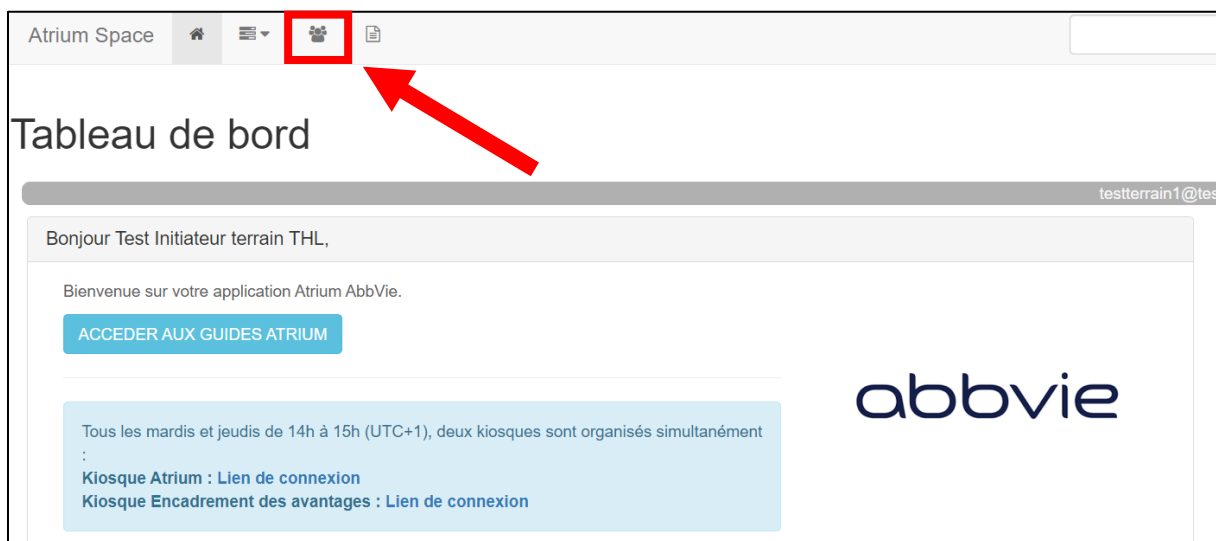 Atrium Space
Tableau de bord
testterrain1@tes
Bonjour Test Initiateur terrain THL,
Bienvenue sur votre application Atrium AbbVie.
ACCEDER AUX GUIDES ATRIUM
abbvie
Tous les mardis et jeudis de 14h à 15h (UTC+1), deux kiosques sont organisés simultanément
:
Kiosque Atrium : Lien de connexion
Kiosque Encadrement des avantages : Lien de connexion